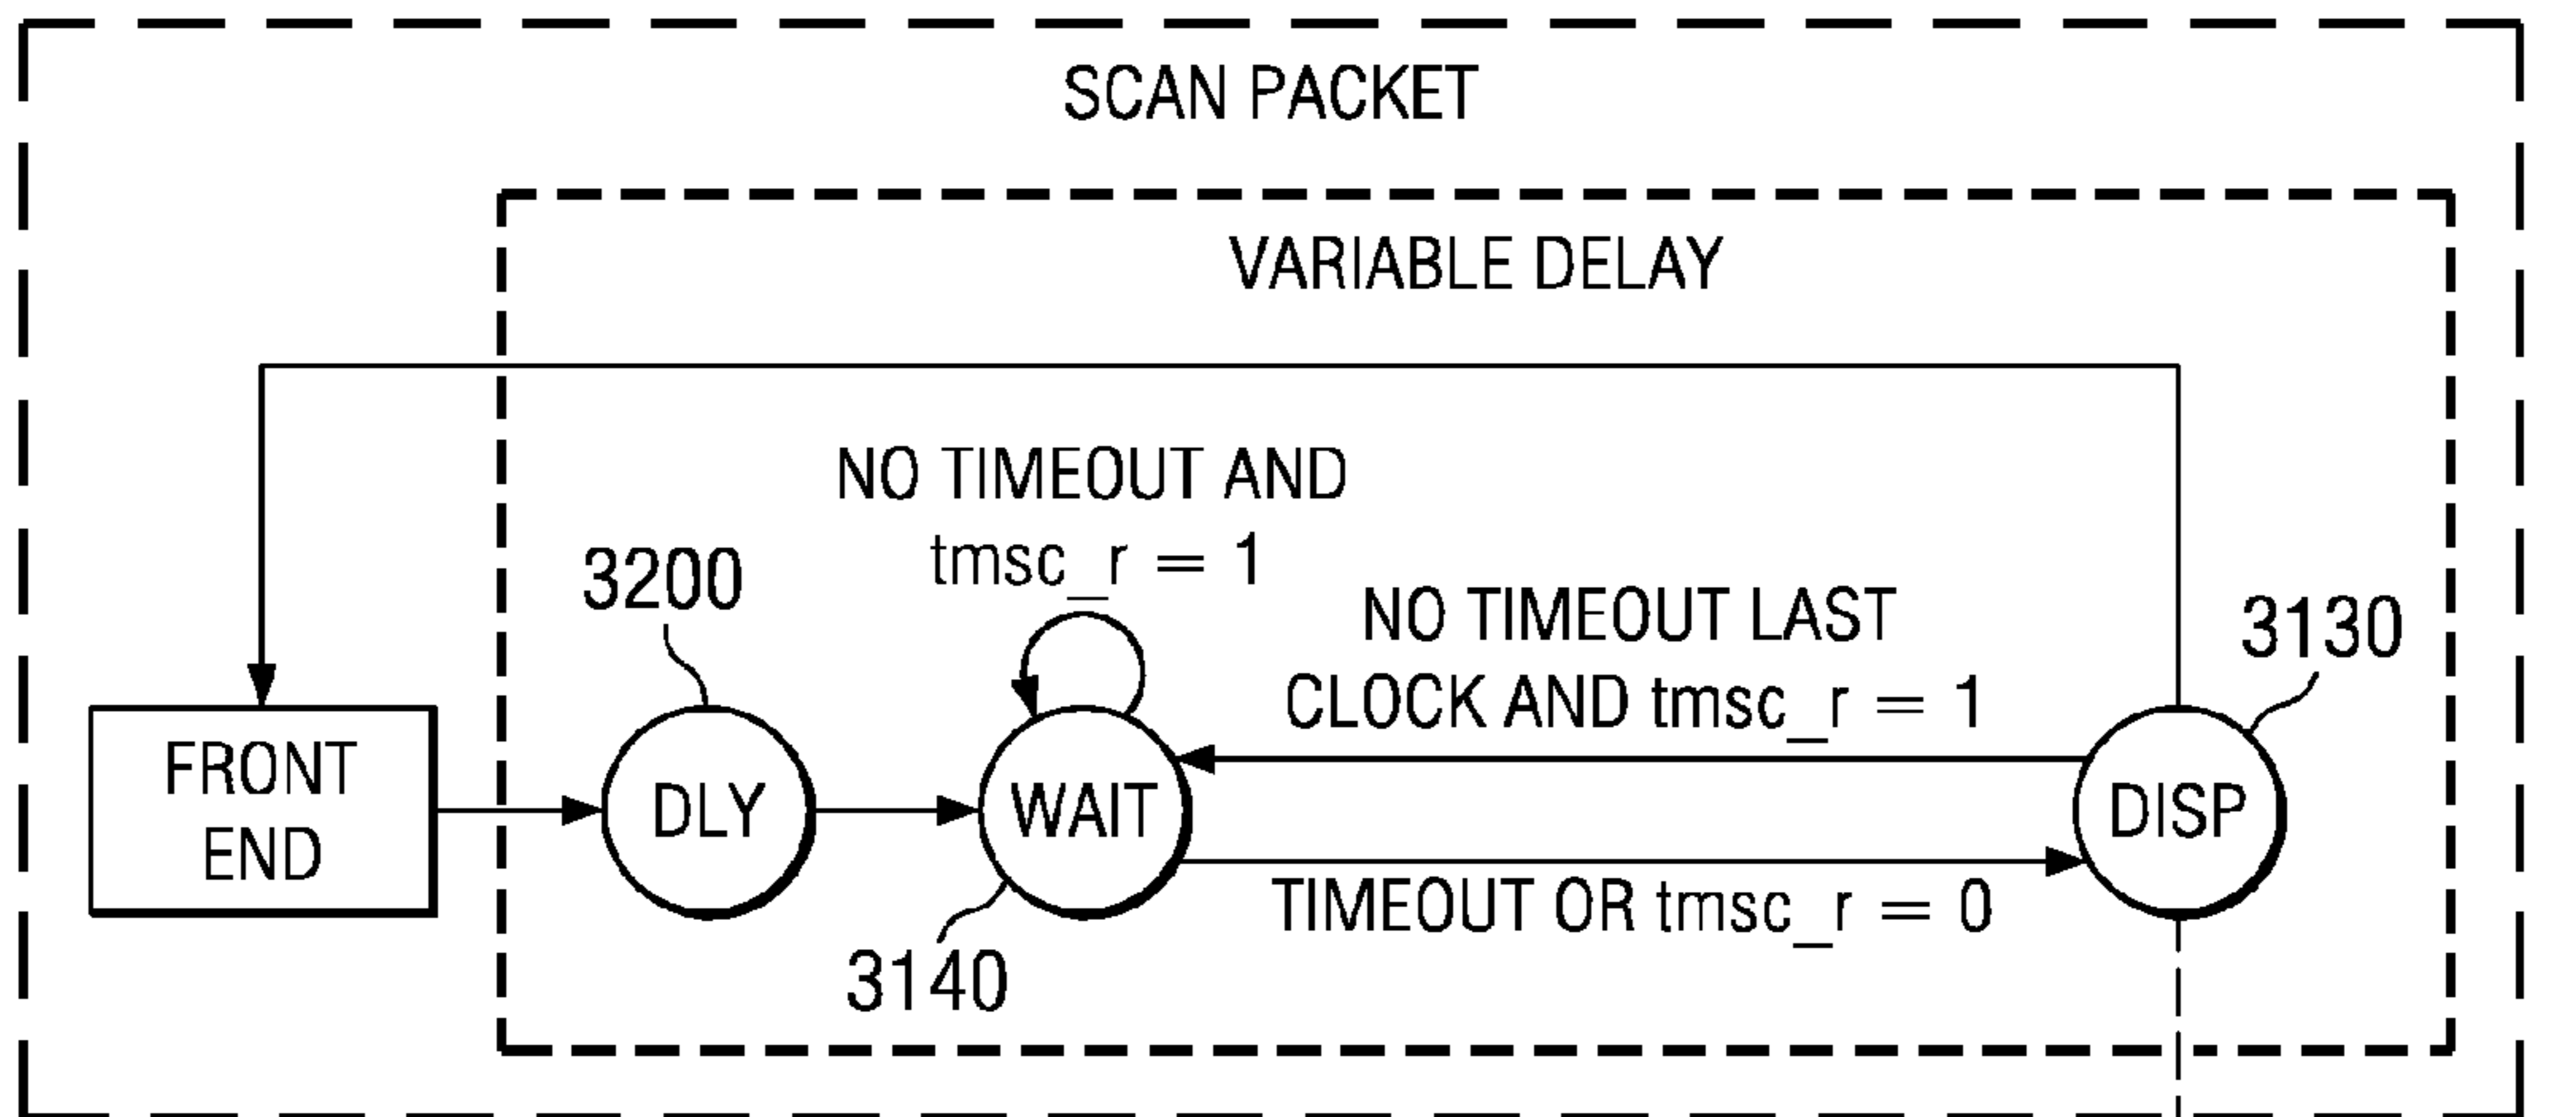 SCAN PACKET
VARIABLE DELAY
NO TIMEOUT AND
tmsc_r = 1
3200
NO TIMEOUT LAST
CLOCK AND tmsc_r = 1
3130
FRONT
END
DLY
WAIT
DISP
TIMEOUT OR tmsc_r = 0
3140